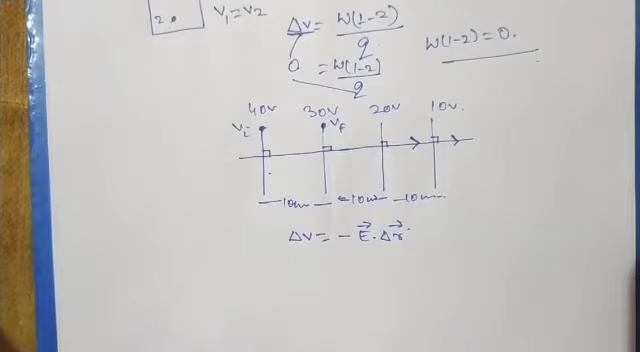 2. V₁=V₂
ΔV = W(1-2)/q
0 = W(1-2)/q
W(1-2)=0.
40V 30V 20V 10V.
Vi Vf
10cm 10cm 10cm
ΔV = - E⃗ . Δr⃗